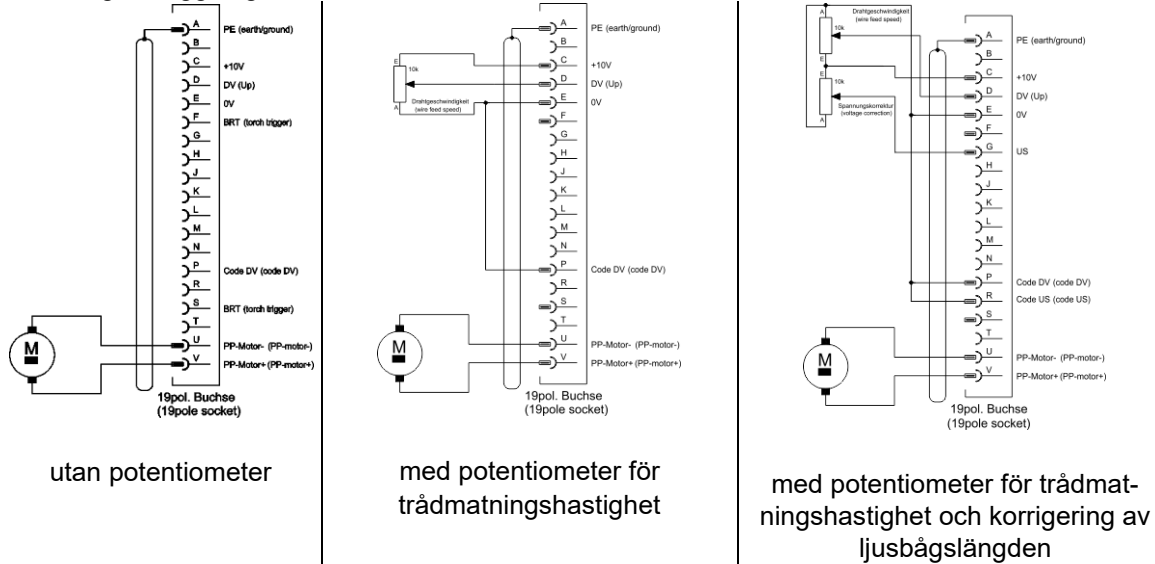 A PE (earth/ground)
B
C +10V
D DV (Up)
E 0V
F BRT (torch trigger)
G
H
J
K
L
M
N
P Code DV (code DV)
R
S BRT (torch trigger)
T
U PP-Motor- (PP-motor-)
V PP-Motor+ (PP-motor+)
M
19pol. Buchse
(19pole socket)
utan potentiometer
A PE (earth/ground)
B
E
10k
C +10V
D DV (Up)
Drahtgeschwindigkeit
(wire feed speed)
A
E 0V
F
G
H
J
K
L
M
N
P Code DV (code DV)
R
S
T
U PP-Motor- (PP-motor-)
V PP-Motor+ (PP-motor+)
M
19pol. Buchse
(19pole socket)
med potentiometer för
trådmatningshastighet
Drahtgeschwindigkeit
(wire feed speed)
A
10k
E
E
10k
Spannungskorrektur
(voltage correction)
A
A PE (earth/ground)
B
C +10V
D DV (Up)
E 0V
F
G US
H
J
K
L
M
N
P Code DV (code DV)
R Code US (code US)
S
T
U PP-Motor- (PP-motor-)
V PP-Motor+ (PP-motor+)
M
19pol. Buchse
(19pole socket)
med potentiometer för trådmat-
ningshastighet och korrigering av
ljusbågslängden